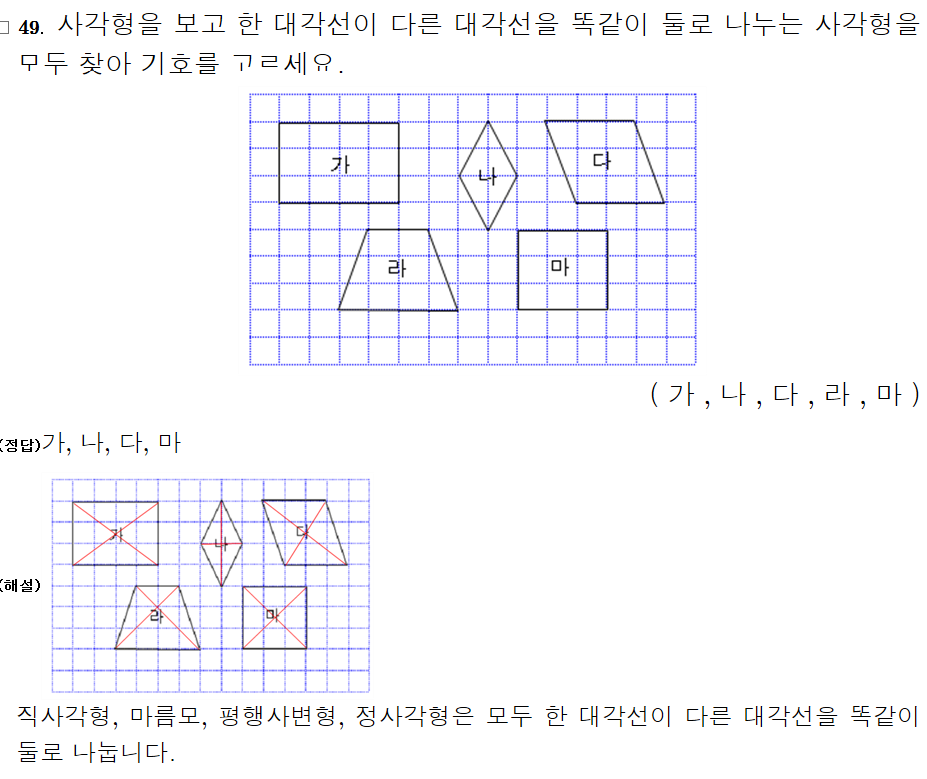 □ 49. 사각형을 보고 한 대각선이 다른 대각선을 똑같이 둘로 나누는 사각형을
모두 찾아 기호를 고르세요.
가
나
다
라
마
( 가 , 나 , 다 , 라 , 마 )
(정답)가, 나, 다, 마
가
나
다
(해설)
라
마
직사각형, 마름모, 평행사변형, 정사각형은 모두 한 대각선이 다른 대각선을 똑같이
둘로 나눕니다.